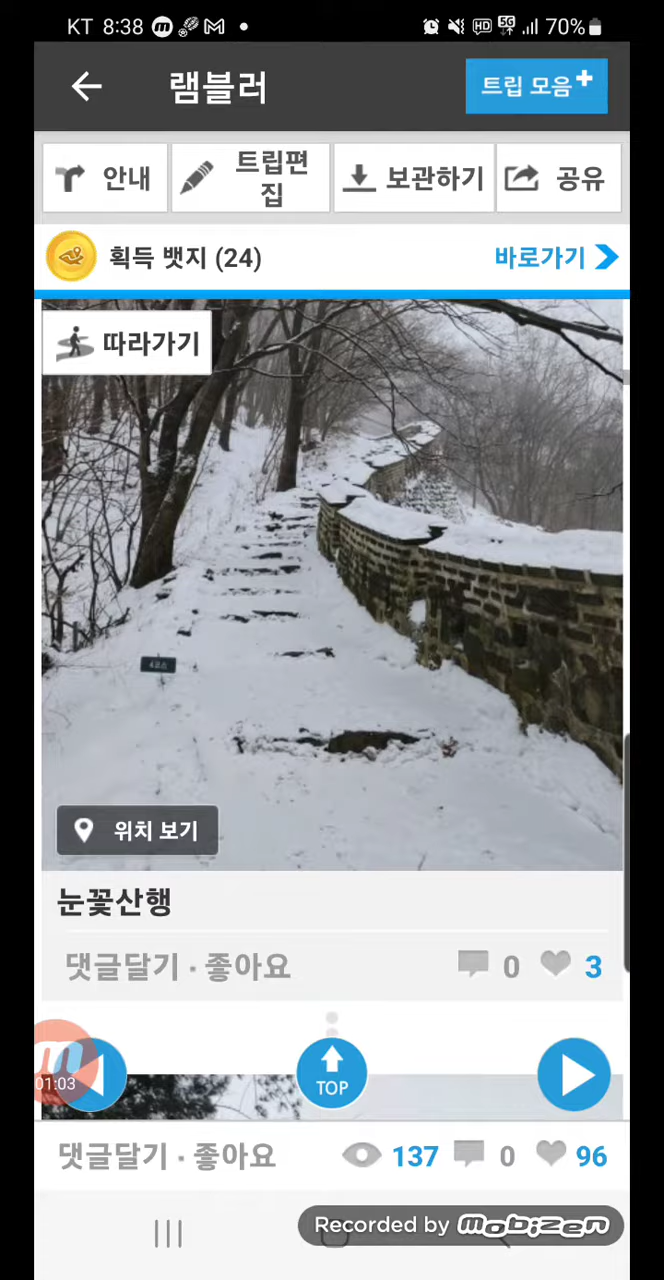 KT 8:38 HD 5G 70%
램블러 트립 모음+
안내 트립편집 보관하기 공유
획득 뱃지 (24) 바로가기
따라가기
위치 보기
눈꽃산행
댓글달기 · 좋아요 0 3
01:03
TOP
댓글달기 · 좋아요 137 0 96
Recorded by mobizen